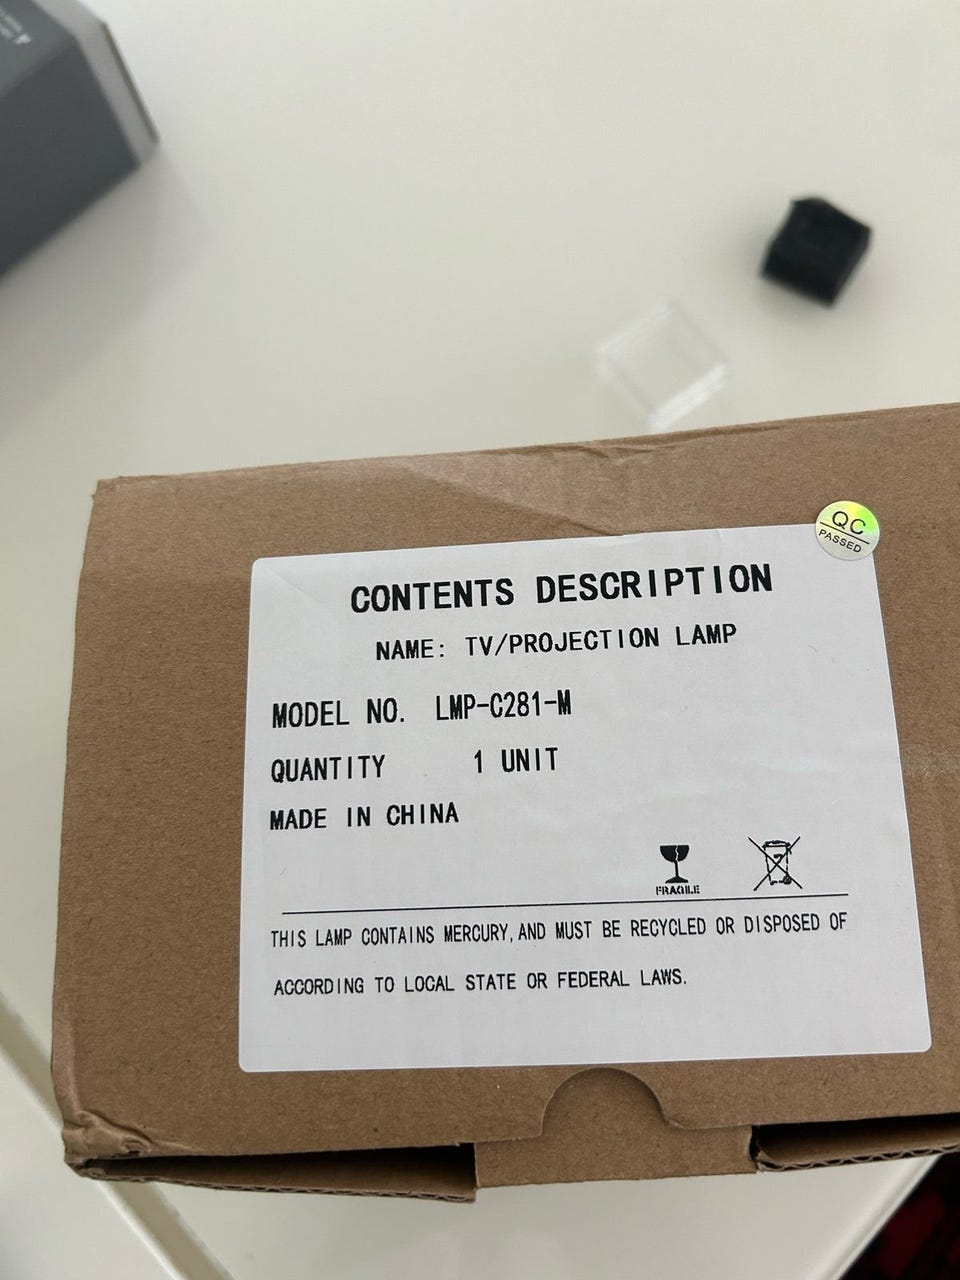 QC
PASSED
CONTENTS DESCRIPTION
NAME: TV/PROJECTION LAMP
MODEL NO. LMP-C281-M
QUANTITY 1 UNIT
MADE IN CHINA
FRAGILE
THIS LAMP CONTAINS MERCURY, AND MUST BE RECYCLED OR DISPOSED OF
ACCORDING TO LOCAL STATE OR FEDERAL LAWS.